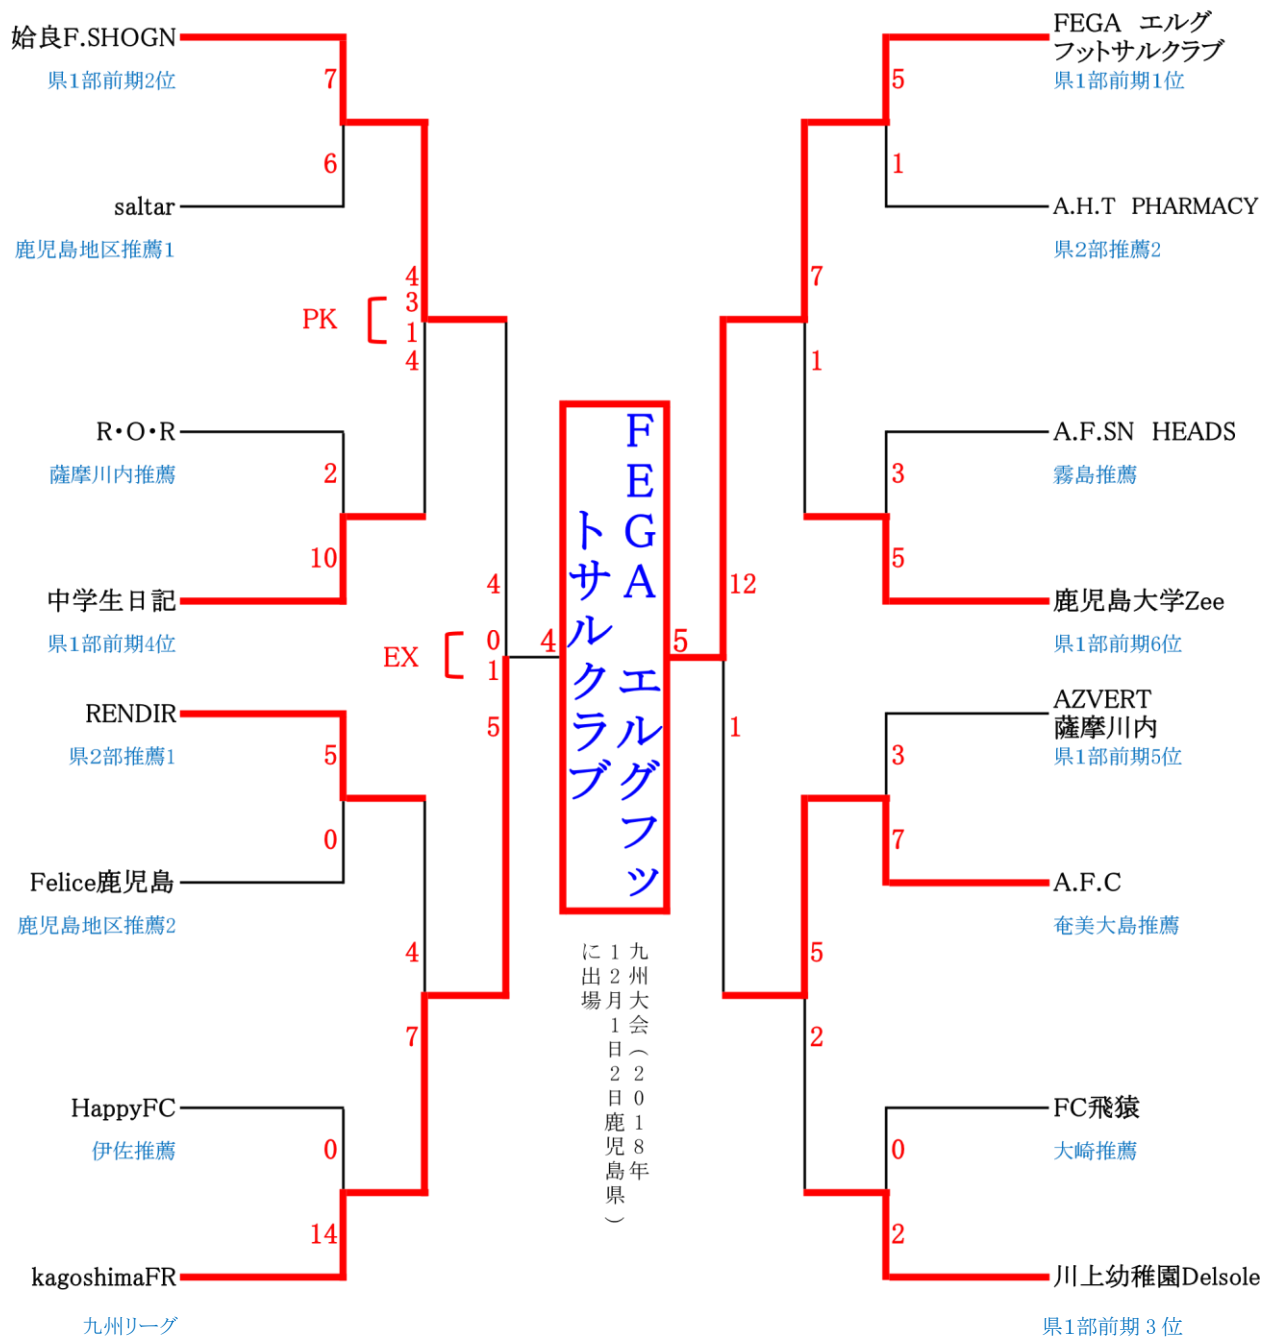 姶良F.SHOGN
県1部前期2位
7
6
saltar
鹿児島地区推薦1
4
PK
3
1
4
R・O・R
薩摩川内推薦
2
10
中学生日記
県1部前期4位
4
EX
0
1
5
4
RENDIR
県2部推薦1
5
0
Felice鹿児島
鹿児島地区推薦2
4
7
HappyFC
伊佐推薦
0
14
kagoshimaFR
九州リーグ
FEGA エルグフッ
トサルクラブ
九州大会（2018年
12月1日2日鹿児島県）
に出場
FEGA エルグ
フットサルクラブ
県1部前期1位
5
1
A.H.T PHARMACY
県2部推薦2
7
1
A.F.SN HEADS
霧島推薦
3
5
鹿児島大学Zee
県1部前期6位
12
5
1
AZVERT
薩摩川内
県1部前期5位
3
7
A.F.C
奄美大島推薦
5
2
FC飛猿
大崎推薦
0
2
川上幼稚園Delsole
県1部前期３位